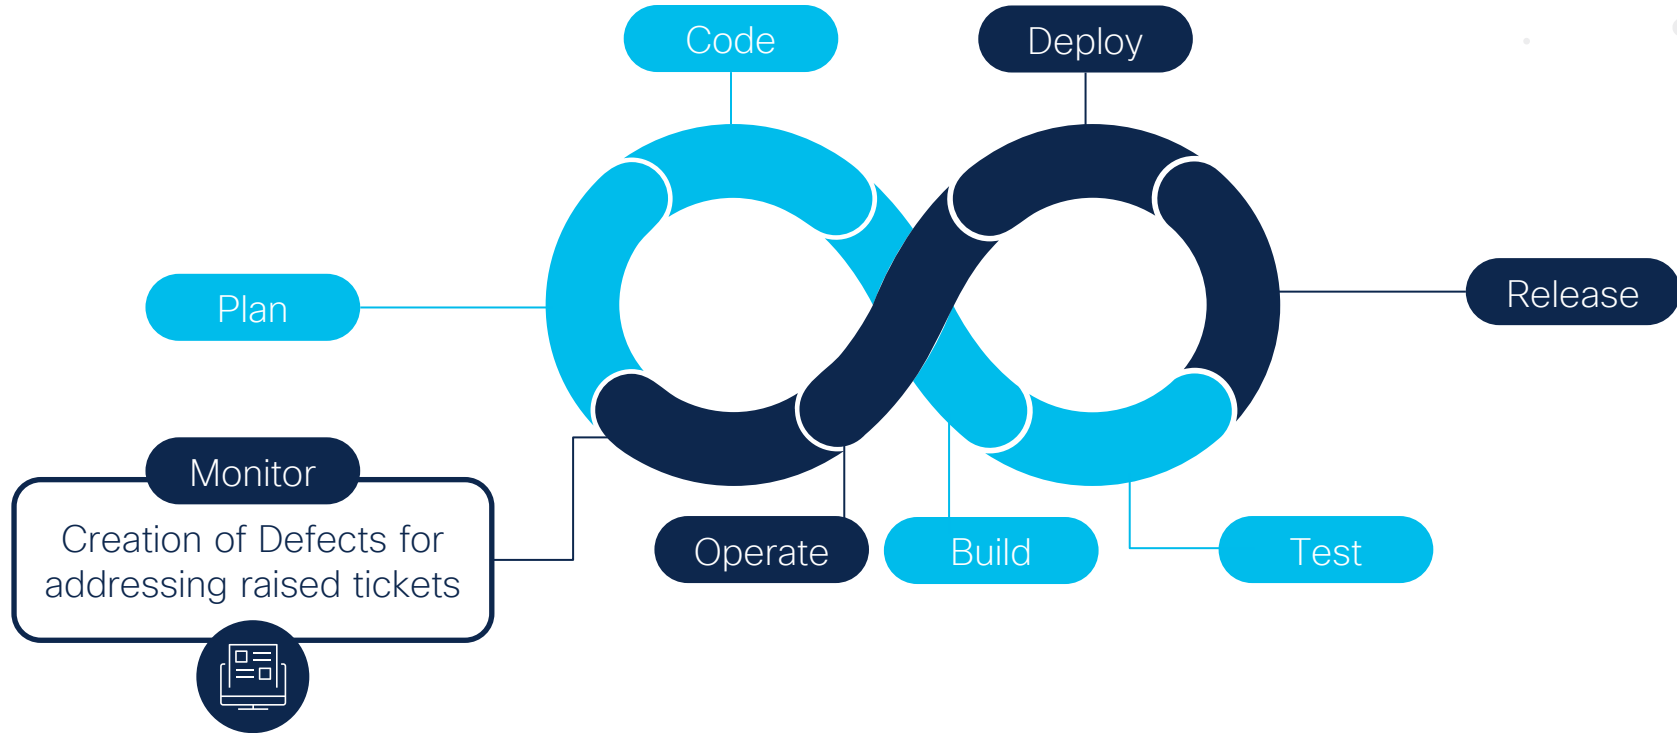 Code
Deploy
Plan
Release
Monitor
Creation of Defects for
addressing raised tickets
Operate
Build
Test